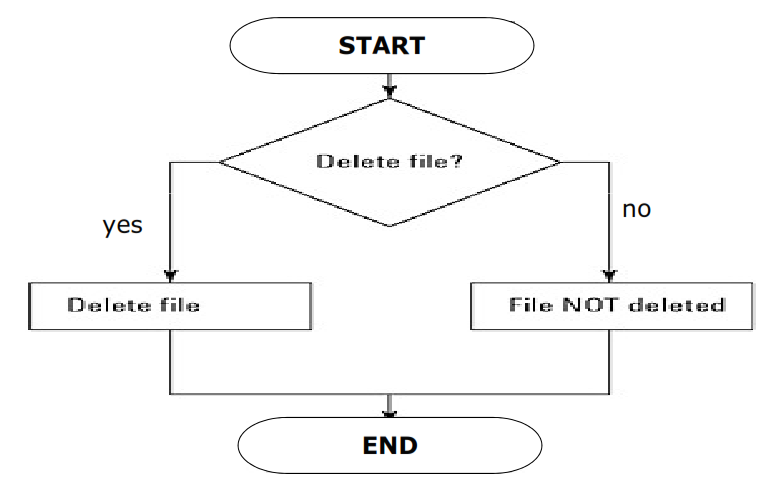 START
Delete file?
yes
no
Delete file
File NOT deleted
END